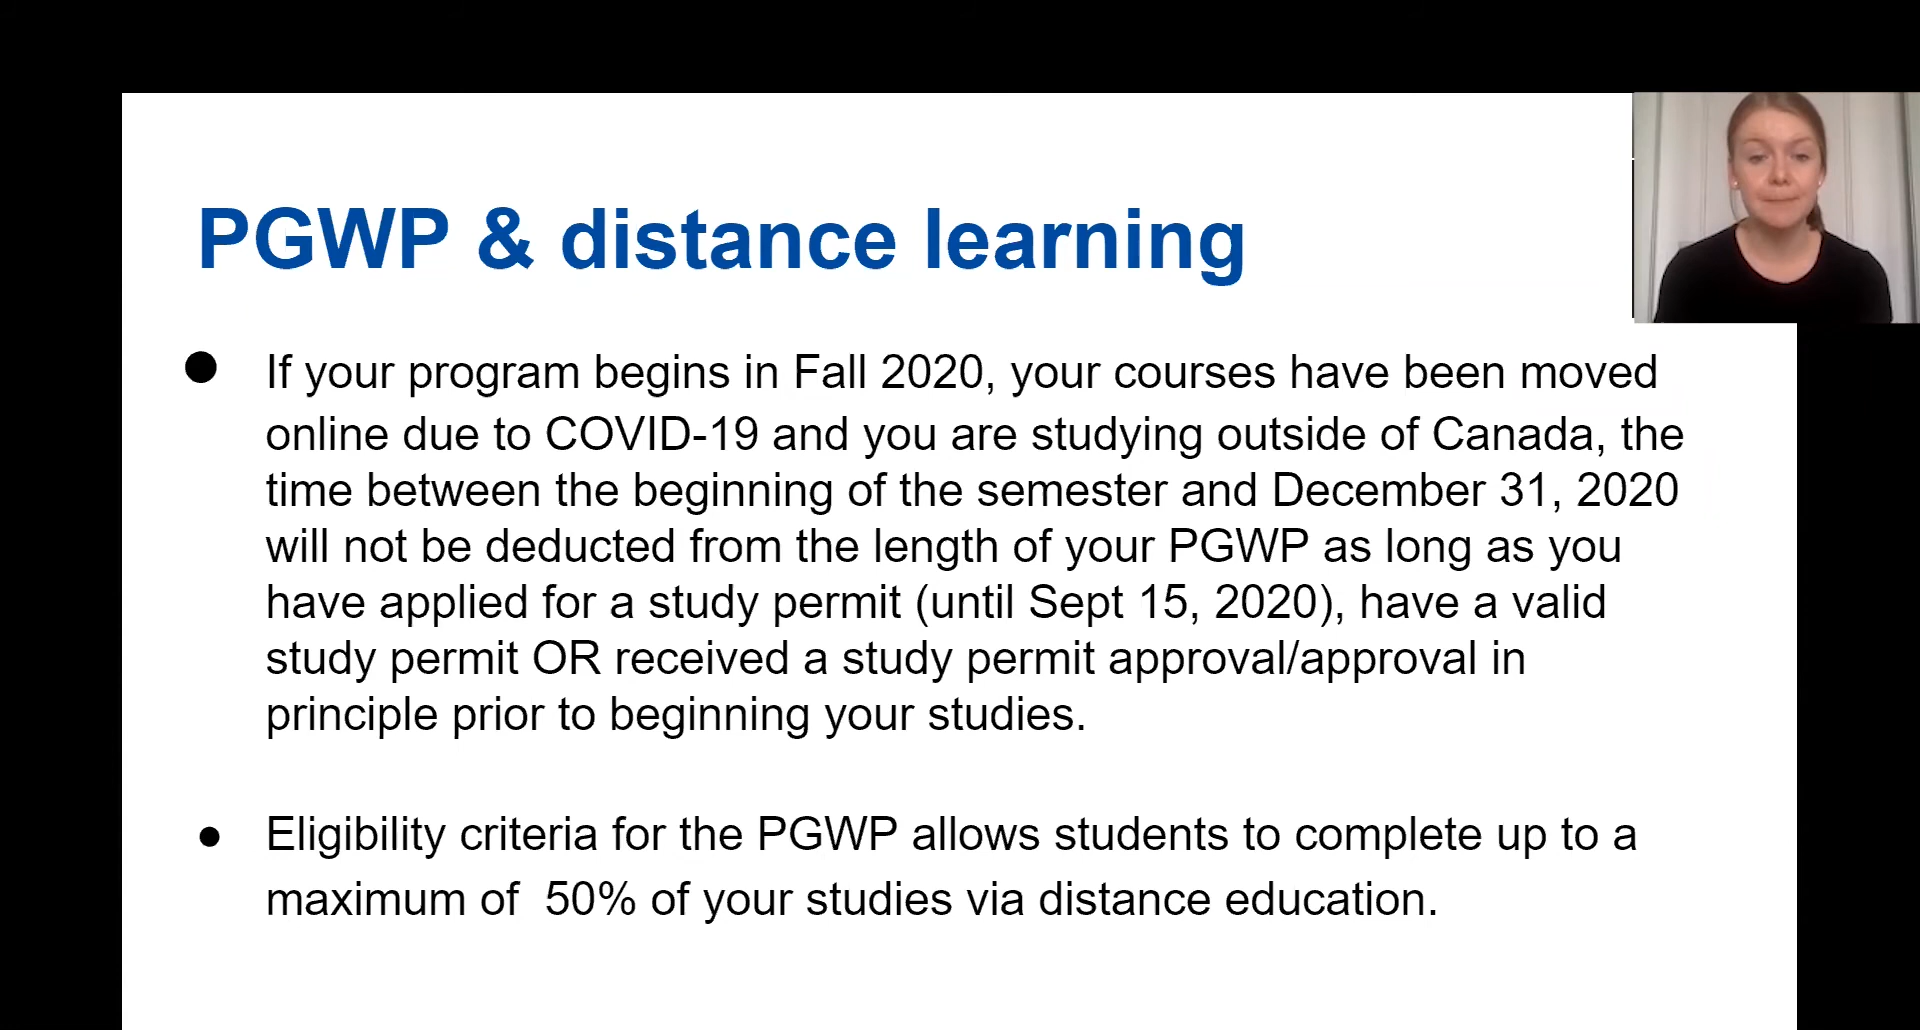 PGWP & distance learning
● If your program begins in Fall 2020, your courses have been moved
online due to COVID-19 and you are studying outside of Canada, the
time between the beginning of the semester and December 31, 2020
will not be deducted from the length of your PGWP as long as you
have applied for a study permit (until Sept 15, 2020), have a valid
study permit OR received a study permit approval/approval in
principle prior to beginning your studies.
● Eligibility criteria for the PGWP allows students to complete up to a
maximum of  50% of your studies via distance education.